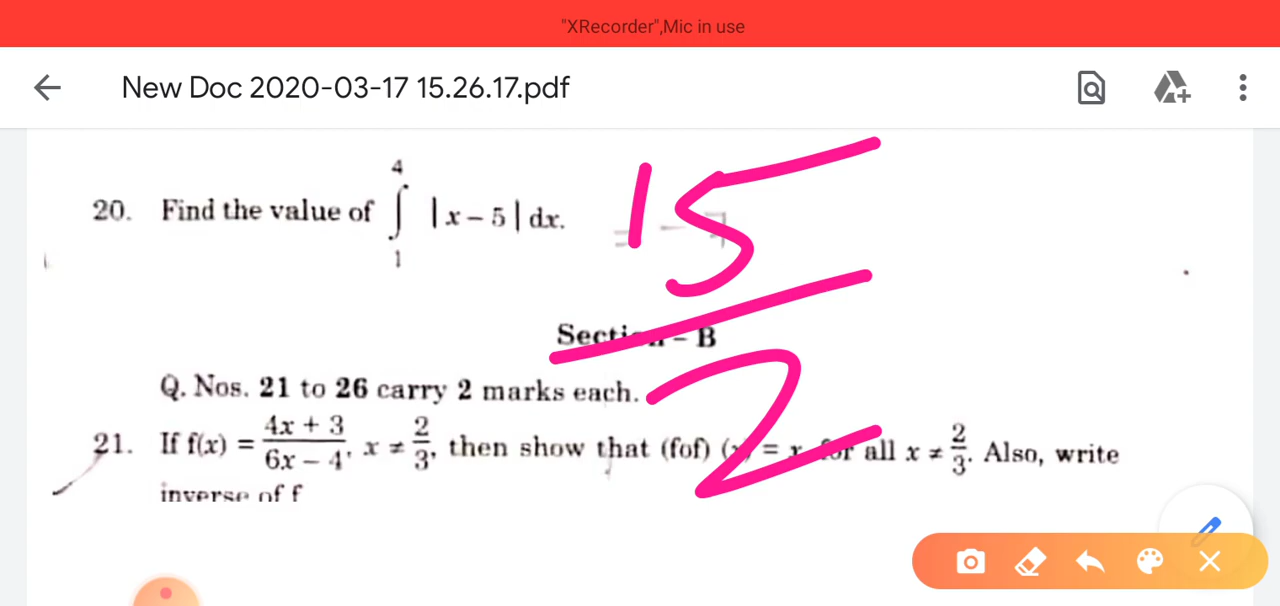 "XRecorder",Mic in use
New Doc 2020-03-17 15.26.17.pdf
20. Find the value of ∫₁⁴ |x – 5| dx.
15
2
Section – B
Q. Nos. 21 to 26 carry 2 marks each.
21. If f(x) = (4x + 3)/(6x – 4), x ≠ 2/3, then show that (fof) (x) = x for all x ≠ 2/3. Also, write
inverse of f